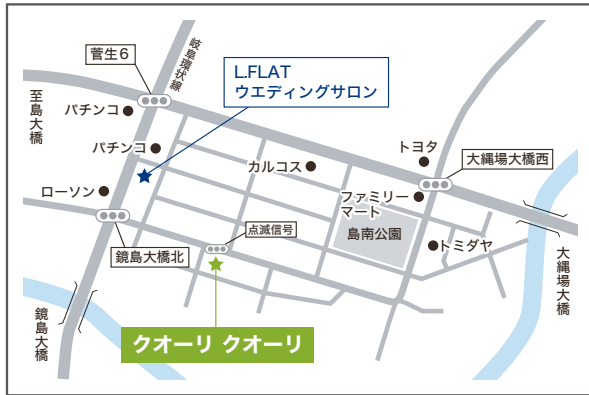 菅生6
岐阜環状線
L.FLAT
ウエディングサロン
至島大橋
パチンコ
パチンコ
カルコス
トヨタ
大縄場大橋西
ローソン
ファミリー
マート
点滅信号
島南公園
トミダヤ
鏡島大橋北
大縄場大橋
鏡島大橋
クオーリ クオーリ